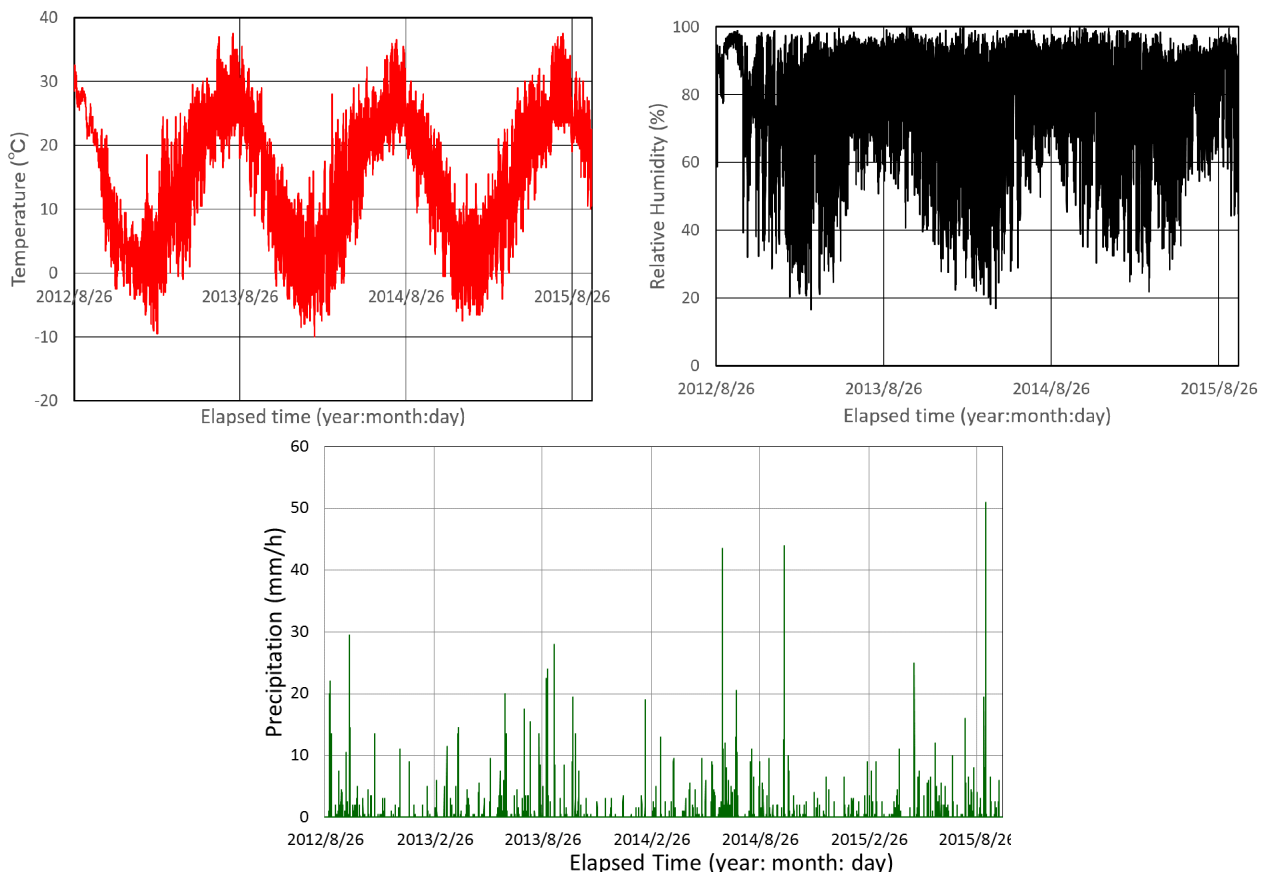 40
30
20
10
0
-10
-20
Temperature (℃)
2012/8/26 2013/8/26 2014/8/26 2015/8/26
Elapsed time (year:month:day)
100
80
60
40
20
0
Relative Humidity (%)
2012/8/26 2013/8/26 2014/8/26 2015/8/26
Elapsed time (year:month:day)
60
50
40
30
20
10
0
Precipitation (mm/h)
2012/8/26 2013/2/26 2013/8/26 2014/2/26 2014/8/26 2015/2/26 2015/8/26
Elapsed Time (year: month: day)